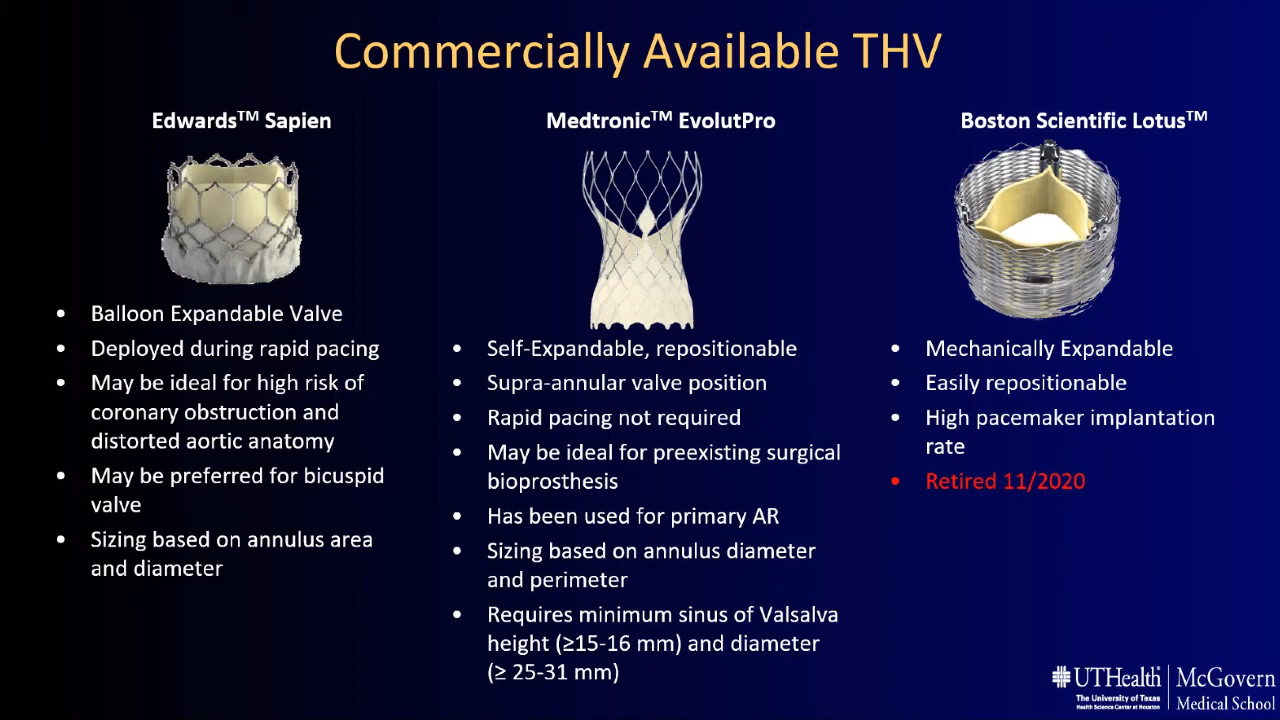 Commercially Available THV
Edwards™ Sapien
• Balloon Expandable Valve
• Deployed during rapid pacing
• May be ideal for high risk of
coronary obstruction and
distorted aortic anatomy
• May be preferred for bicuspid
valve
• Sizing based on annulus area
and diameter
Medtronic™ EvolutPro
• Self-Expandable, repositionable
• Supra-annular valve position
• Rapid pacing not required
• May be ideal for preexisting surgical
bioprosthesis
• Has been used for primary AR
• Sizing based on annulus diameter
and perimeter
• Requires minimum sinus of Valsalva
height (≥15-16 mm) and diameter
(≥ 25-31 mm)
Boston Scientific Lotus™
• Mechanically Expandable
• Easily repositionable
• High pacemaker implantation
rate
• Retired 11/2020
UTHealth
The University of Texas
Health Science Center at Houston
McGovern
Medical School